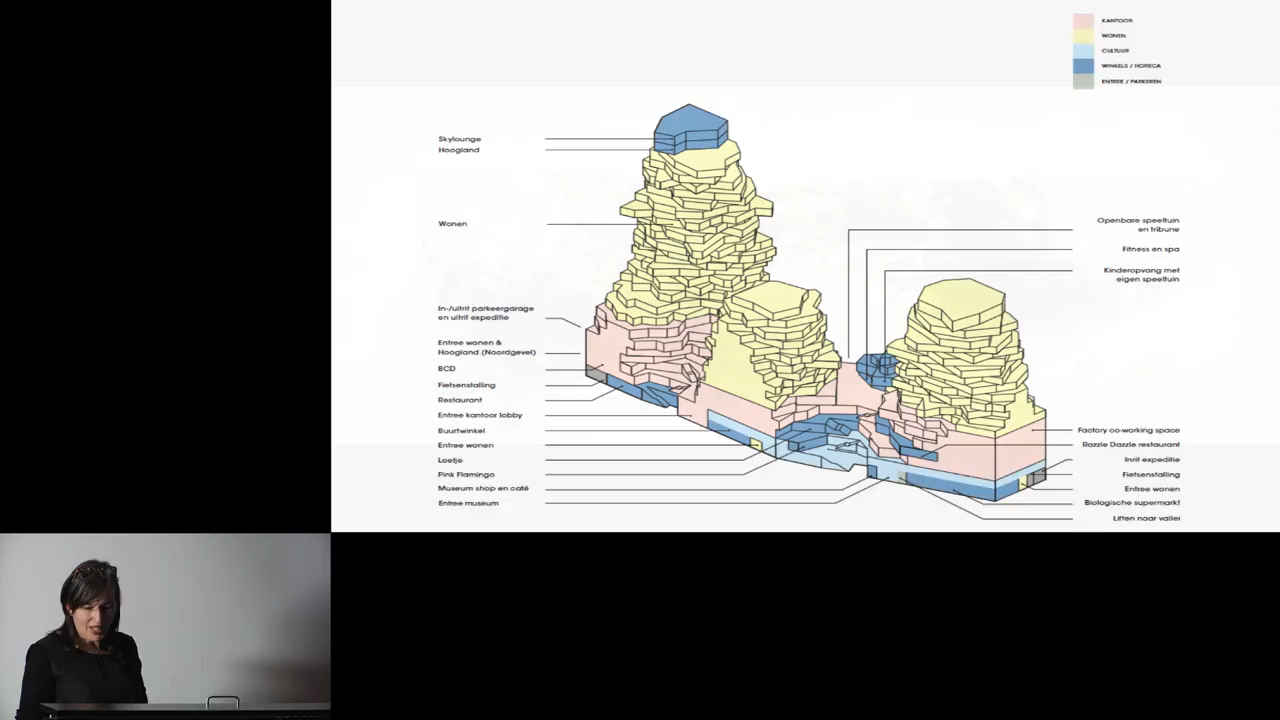 KANTOOR
WONEN
CULTUUR
WINKELS / HORECA
ENTREE / PARKEREN
Skylounge
Hoogland
Wonen
In-/uitrit parkeergarage
en uitrit expeditie
Entree wonen &
Hoogland (Noordgevel)
BCD
Fietsenstalling
Restaurant
Entree kantoor lobby
Buurtwinkel
Entree wonen
Loetje
Pink Flamingo
Museum shop en café
Entree museum
Openbare speeltuin
en tribune
Fitness en spa
Kinderopvang met
eigen speeltuin
Factory co-working space
Razzle Dazzle restaurant
Inrit expeditie
Fietsenstalling
Entree wonen
Biologische supermarkt
Liften naar vallei